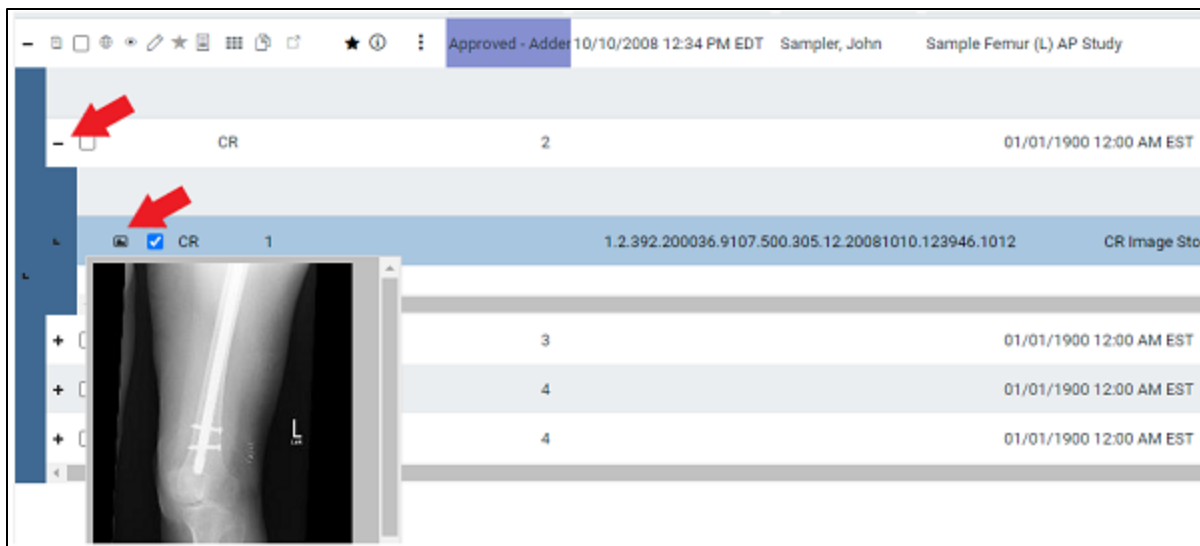 Approved - Adder 10/10/2008 12:34 PM EDT Sampler, John Sample Femur (L) AP Study
CR 2 01/01/1900 12:00 AM EST
CR 1 1.2.392.200036.9107.500.305.12.20081010.123946.1012 CR Image Sto
L
3 01/01/1900 12:00 AM EST
4 01/01/1900 12:00 AM EST
4 01/01/1900 12:00 AM EST